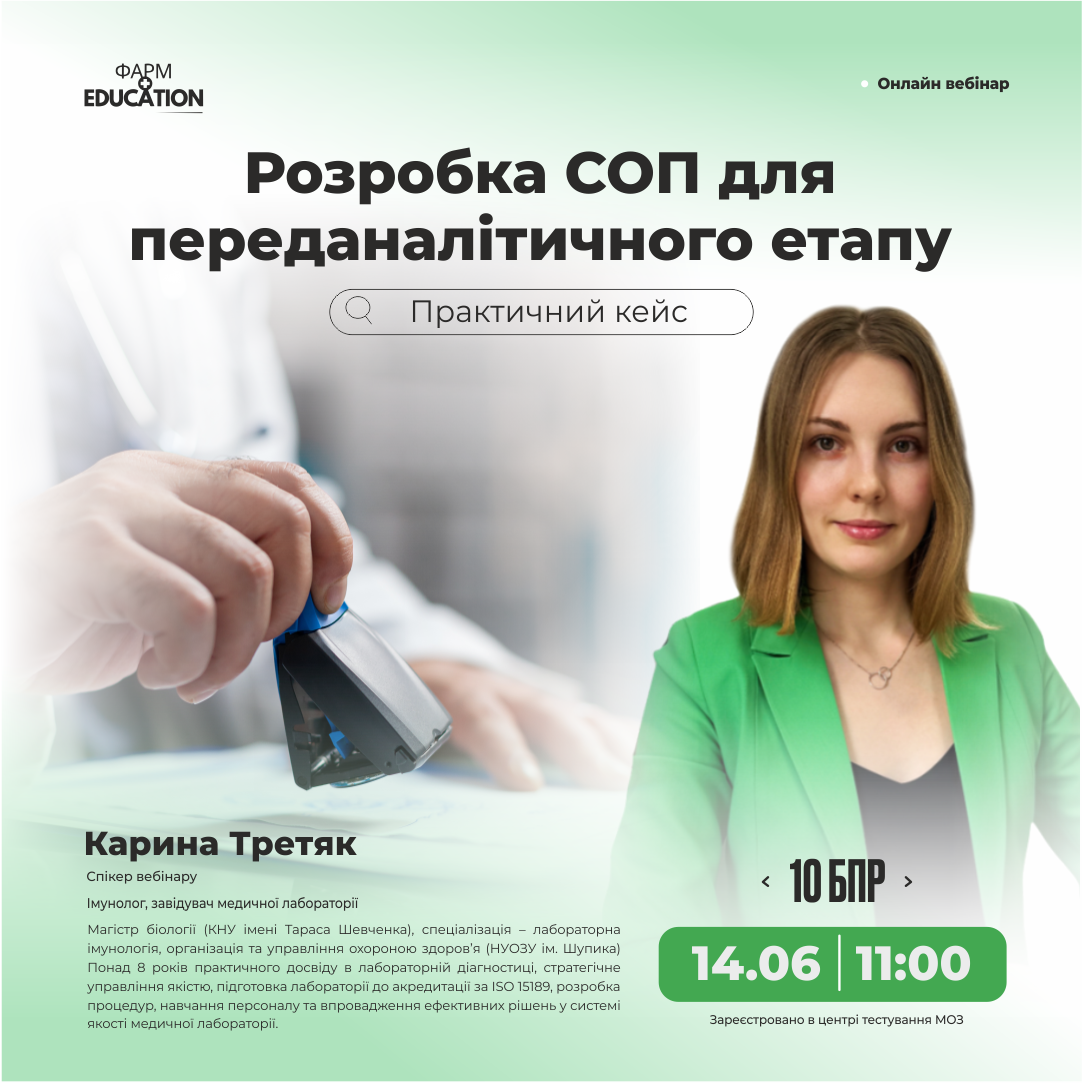 ФАРМ
EDUCATION
Онлайн вебінар
Розробка СОП для
переданалітичного етапу
Практичний кейс
Карина Третяк
Спікер вебінару
Імунолог, завідувач медичної лабораторії
Магістр біології (КНУ імені Тараса Шевченка), спеціалізація – лабораторна
імунологія, організація та управління охороною здоров’я (НУОЗУ ім. Шупика)
Понад 8 років практичного досвіду в лабораторній діагностиці, стратегічне
управління якістю, підготовка лабораторії до акредитації за ISO 15189, розробка
процедур, навчання персоналу та впровадження ефективних рішень у системі
якості медичної лабораторії.
‹ 10 БПР ›
14.06 | 11:00
Зареєстровано в центрі тестування МОЗ